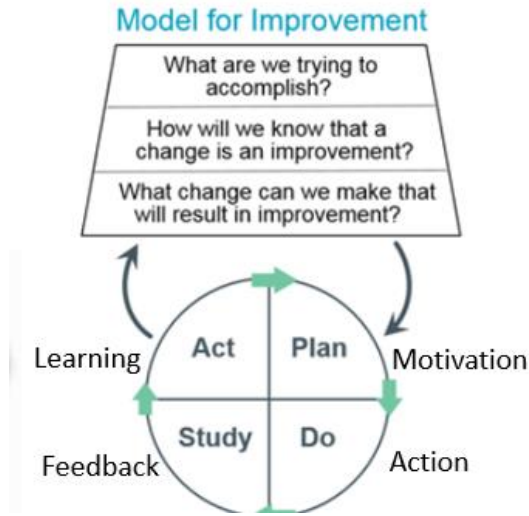 Model for Improvement
What are we trying to
accomplish?
How will we know that a
change is an improvement?
What change can we make that
will result in improvement?
Learning
Act
Plan
Motivation
Feedback
Study
Do
Action